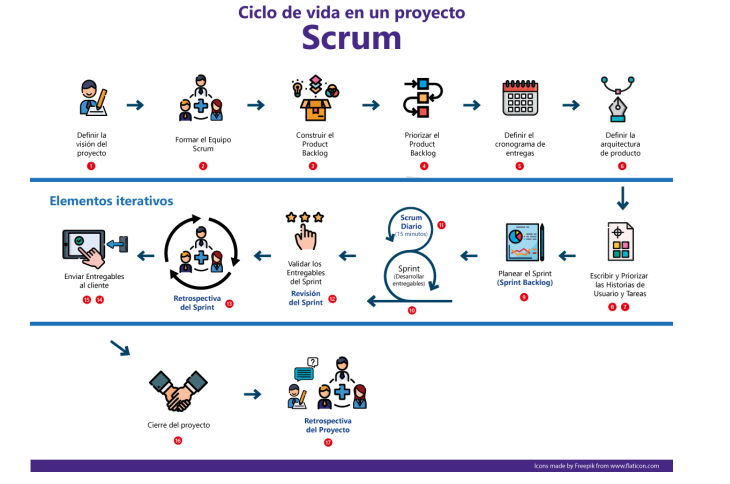 Ciclo de vida en un proyecto
Scrum
Definir la
visión del
proyecto
1
Formar el Equipo
Scrum
2
Construir el
Product
Backlog
3
Priorizar el
Product
Backlog
4
Definir el
cronograma de
entregas
5
Definir la
arquitectura
de producto
6
Elementos iterativos
Enviar Entregables
al cliente
15 14
Retrospectiva
del Sprint
13
Validar los
Entregables
del Sprint
Revisión
del Sprint
12
Scrum
Diario
(15 minutos)
11
Sprint
(Desarrollar
entregables)
10
Planear el Sprint
(Sprint Backlog)
9
Escribir y Priorizar
las Historias de
Usuario y Tareas
8 7
Cierre del proyecto
16
?
Retrospectiva
del Proyecto
17
Icons made by Freepik from www.flaticon.com